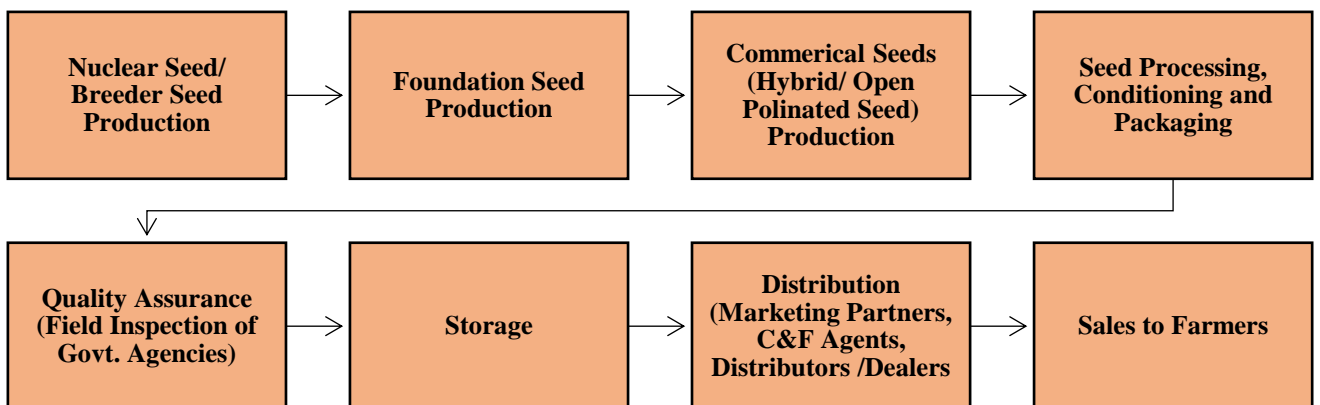 Nuclear Seed/
Breeder Seed
Production
Foundation Seed
Production
Commerical Seeds
(Hybrid/ Open
Polinated Seed)
Production
Seed Processing,
Conditioning and
Packaging
Quality Assurance
(Field Inspection of
Govt. Agencies)
Storage
Distribution
(Marketing Partners,
C&F Agents,
Distributors /Dealers
Sales to Farmers